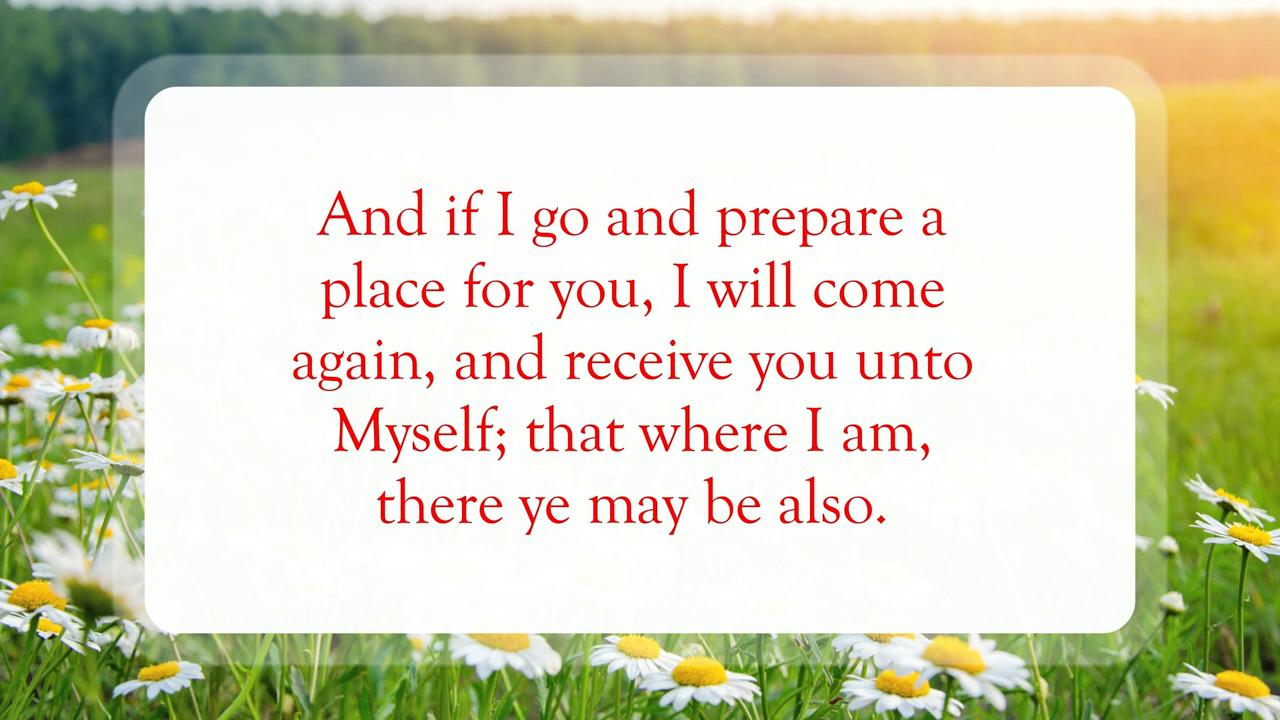 And if I go and prepare a
place for you, I will come
again, and receive you unto
Myself; that where I am,
there ye may be also.